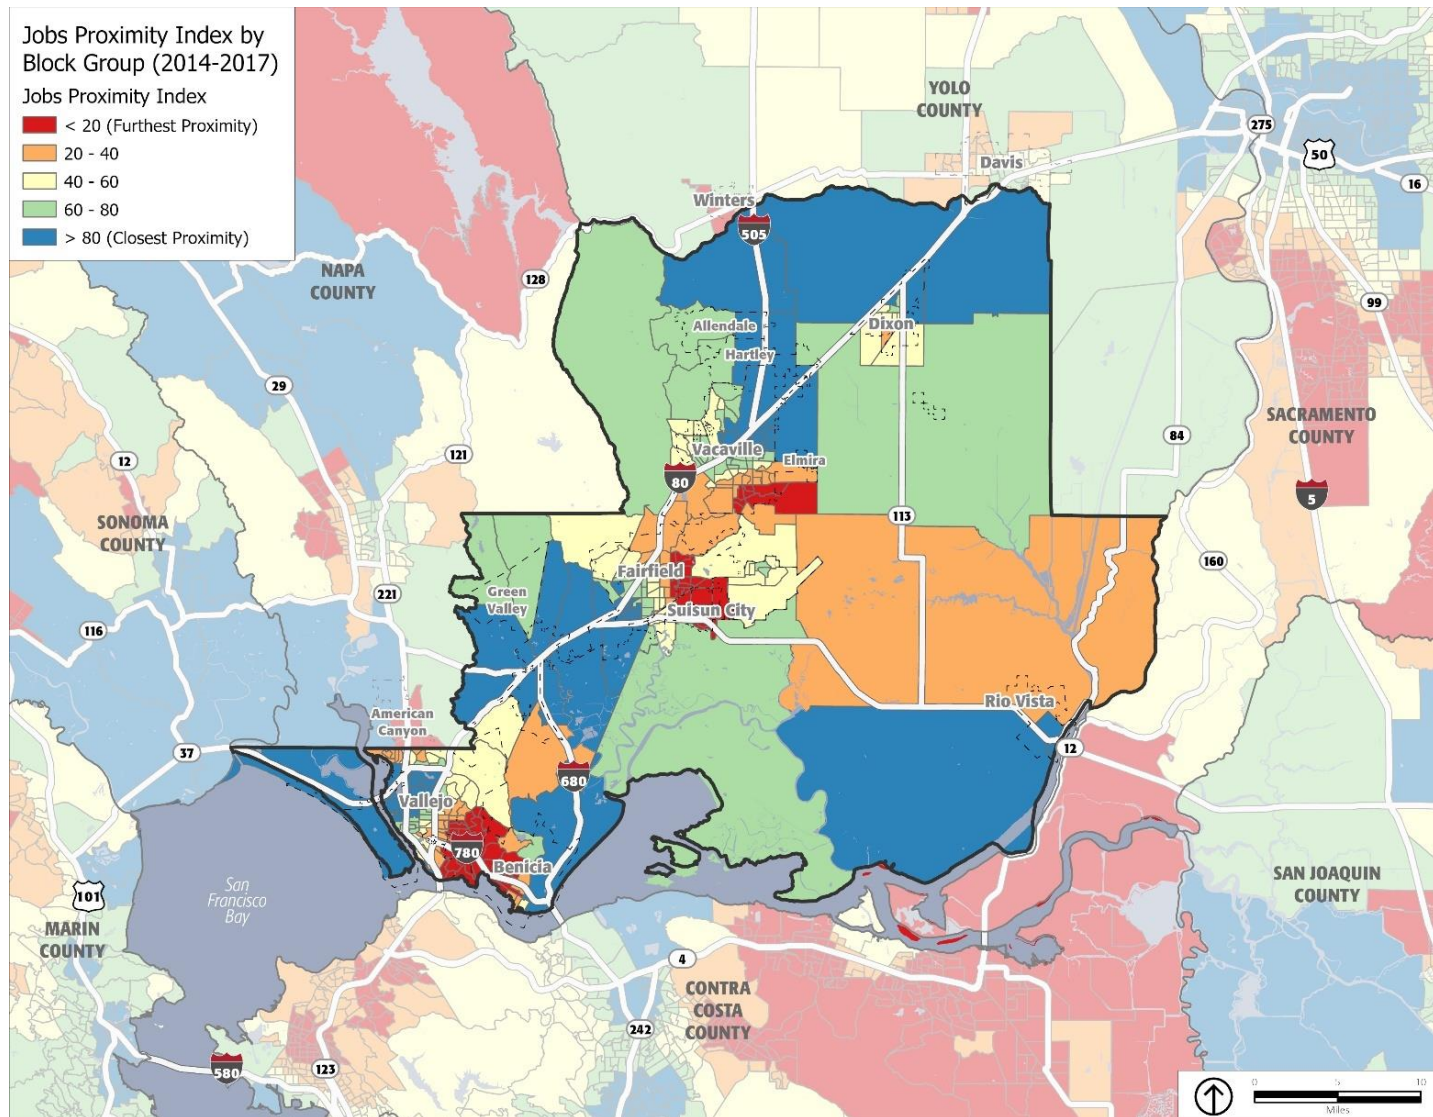 Jobs Proximity Index by
Block Group (2014-2017)
Jobs Proximity Index
< 20 (Furthest Proximity)
20 - 40
40 - 60
60 - 80
> 80 (Closest Proximity)
YOLO
COUNTY
275
50
16
Davis
Winters
505
NAPA
COUNTY
128
99
Allendale
Dixon
Hartley
29
SACRAMENTO
COUNTY
84
121
12
Vacaville
Elmira
80
5
SONOMA
COUNTY
113
160
Fairfield
Green
Valley
221
Suisun City
116
Rio Vista
American
Canyon
37
12
680
Vallejo
780
Benicia
San
Francisco
Bay
101
MARIN
COUNTY
SAN JOAQUIN
COUNTY
4
CONTRA
COSTA
COUNTY
242
123
580
0 5 10
Miles